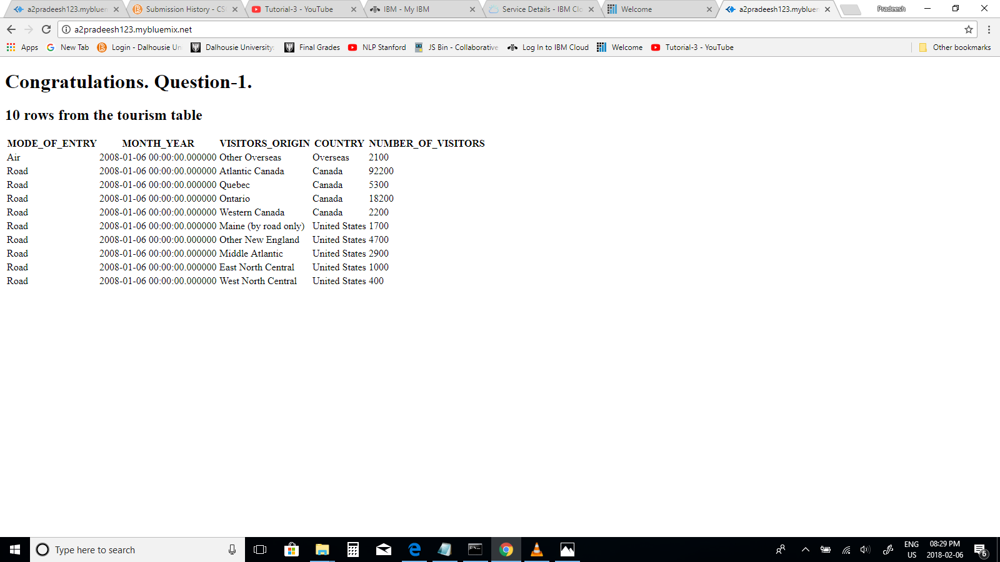 a2pradeesh123.mybluem Submission History - CS Tutorial-3 - YouTube IBM - My IBM Service Details - IBM Clo Welcome a2pradeesh123.mybluem Pradeesh
a2pradeesh123.mybluemix.net
Apps New Tab Login - Dalhousie Un Dalhousie University: Final Grades NLP Stanford JS Bin - Collaborative Log In to IBM Cloud Welcome Tutorial-3 - YouTube Other bookmarks
Congratulations. Question-1.
10 rows from the tourism table
MODE_OF_ENTRY MONTH_YEAR VISITORS_ORIGIN COUNTRY NUMBER_OF_VISITORS
Air 2008-01-06 00:00:00.000000 Other Overseas Overseas 2100
Road 2008-01-06 00:00:00.000000 Atlantic Canada Canada 92200
Road 2008-01-06 00:00:00.000000 Quebec Canada 5300
Road 2008-01-06 00:00:00.000000 Ontario Canada 18200
Road 2008-01-06 00:00:00.000000 Western Canada Canada 2200
Road 2008-01-06 00:00:00.000000 Maine (by road only) United States 1700
Road 2008-01-06 00:00:00.000000 Other New England United States 4700
Road 2008-01-06 00:00:00.000000 Middle Atlantic United States 2900
Road 2008-01-06 00:00:00.000000 East North Central United States 1000
Road 2008-01-06 00:00:00.000000 West North Central United States 400
Type here to search ENG 08:29 PM
US 2018-02-06 6